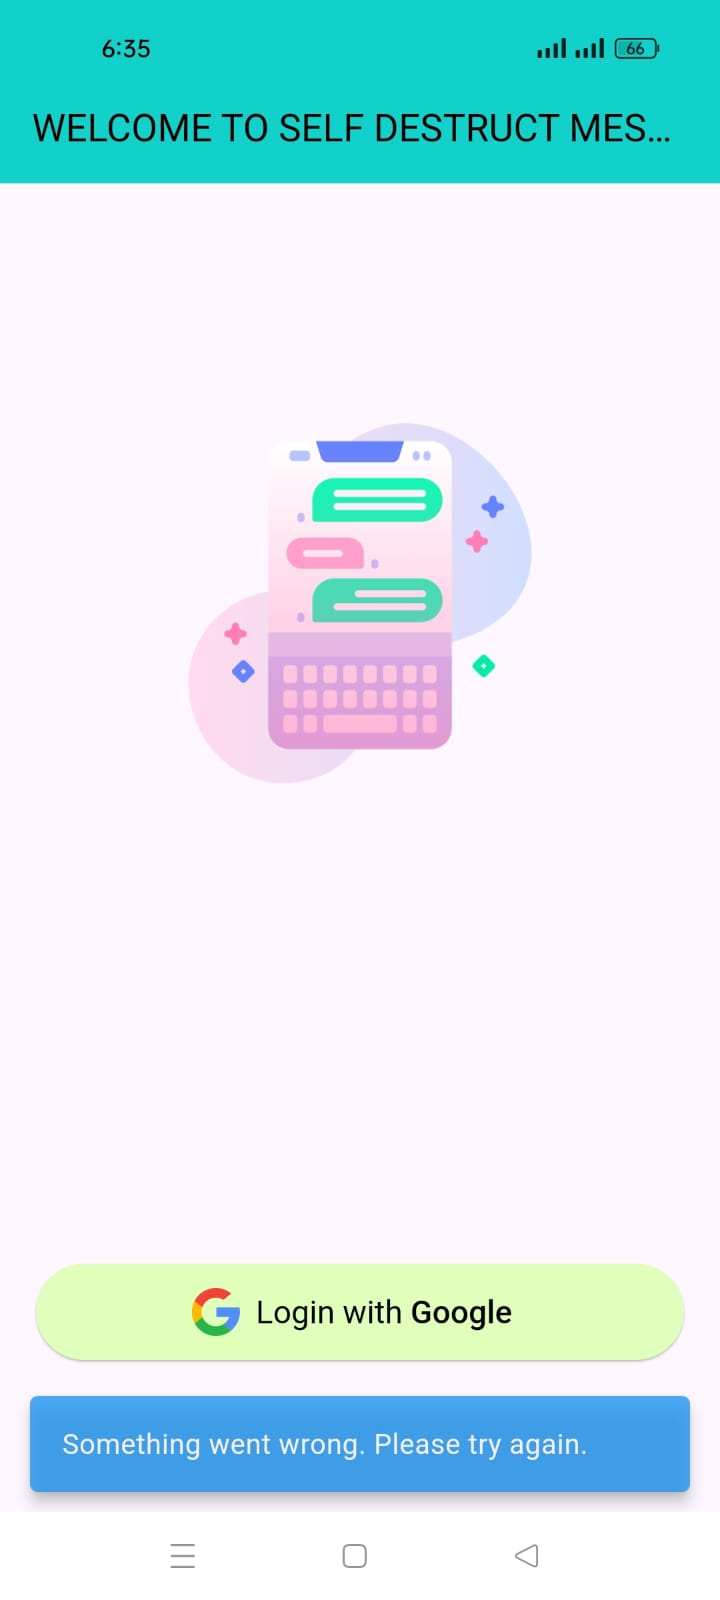 6:35
66
WELCOME TO SELF DESTRUCT MES...
Login with Google
Something went wrong. Please try again.